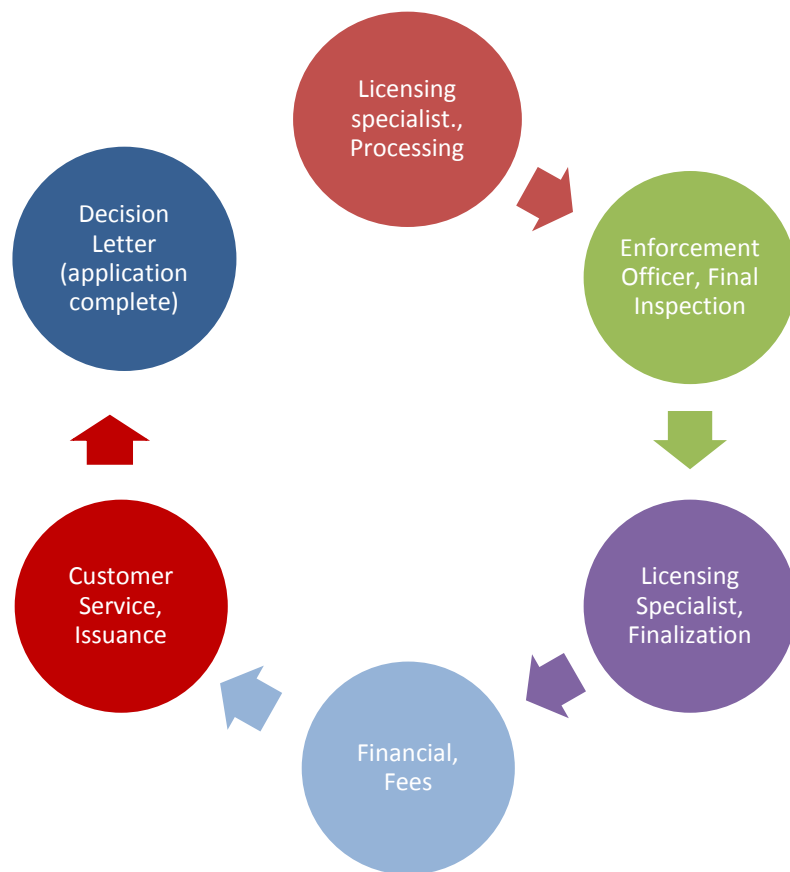 Licensing
specialist.,
Processing
Enforcement
Officer, Final
Inspection
Licensing
Specialist,
Finalization
Financial,
Fees
Customer
Service,
Issuance
Decision
Letter
(application
complete)